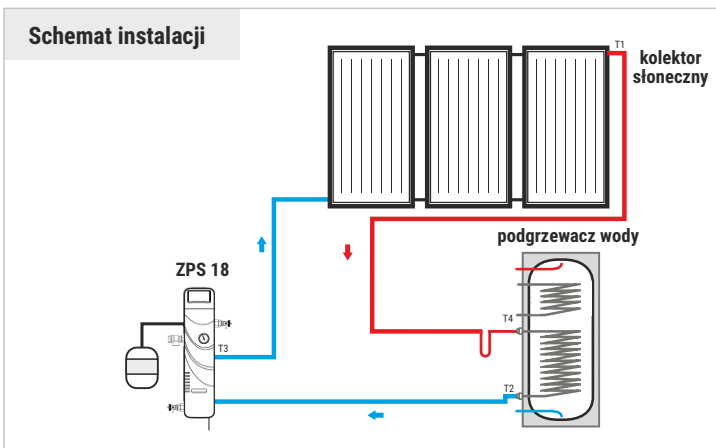 Schemat instalacji
T1
kolektor
słoneczny
podgrzewacz wody
ZPS 18
T4
T3
T2